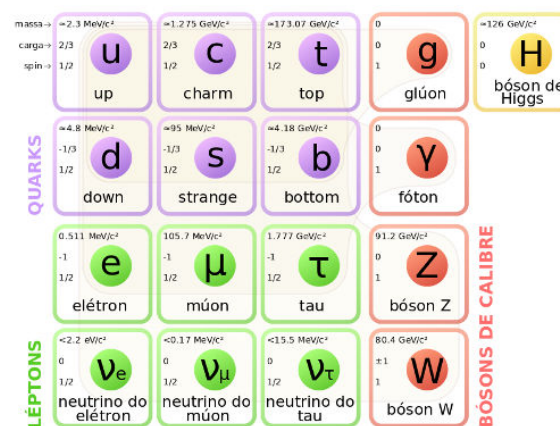 massa→ ≃2.3 MeV/c² ≃1.275 GeV/c² ≃173.07 GeV/c² 0 ≃126 GeV/c²
carga→ 2/3 2/3 2/3 0 0
spin→ 1/2 1/2 1/2 1 0
u c t g H
up charm top glúon bóson de
Higgs
≃4.8 MeV/c² ≃95 MeV/c² ≃4.18 GeV/c² 0
-1/3 -1/3 -1/3 0
1/2 1/2 1/2 1
d s b γ
down strange bottom fóton
QUARKS
0.511 MeV/c² 105.7 MeV/c² 1.777 GeV/c² 91.2 GeV/c²
-1 -1 -1 0
1/2 1/2 1/2 1
e μ τ Z
elétron múon tau bóson Z
<2.2 eV/c² <0.17 MeV/c² <15.5 MeV/c² 80.4 GeV/c²
0 0 0 ±1
1/2 1/2 1/2 1
νe νμ ντ W
neutrino do neutrino do neutrino do bóson W
elétron múon tau
LÉPTONS
BÓSONS DE CALIBRE